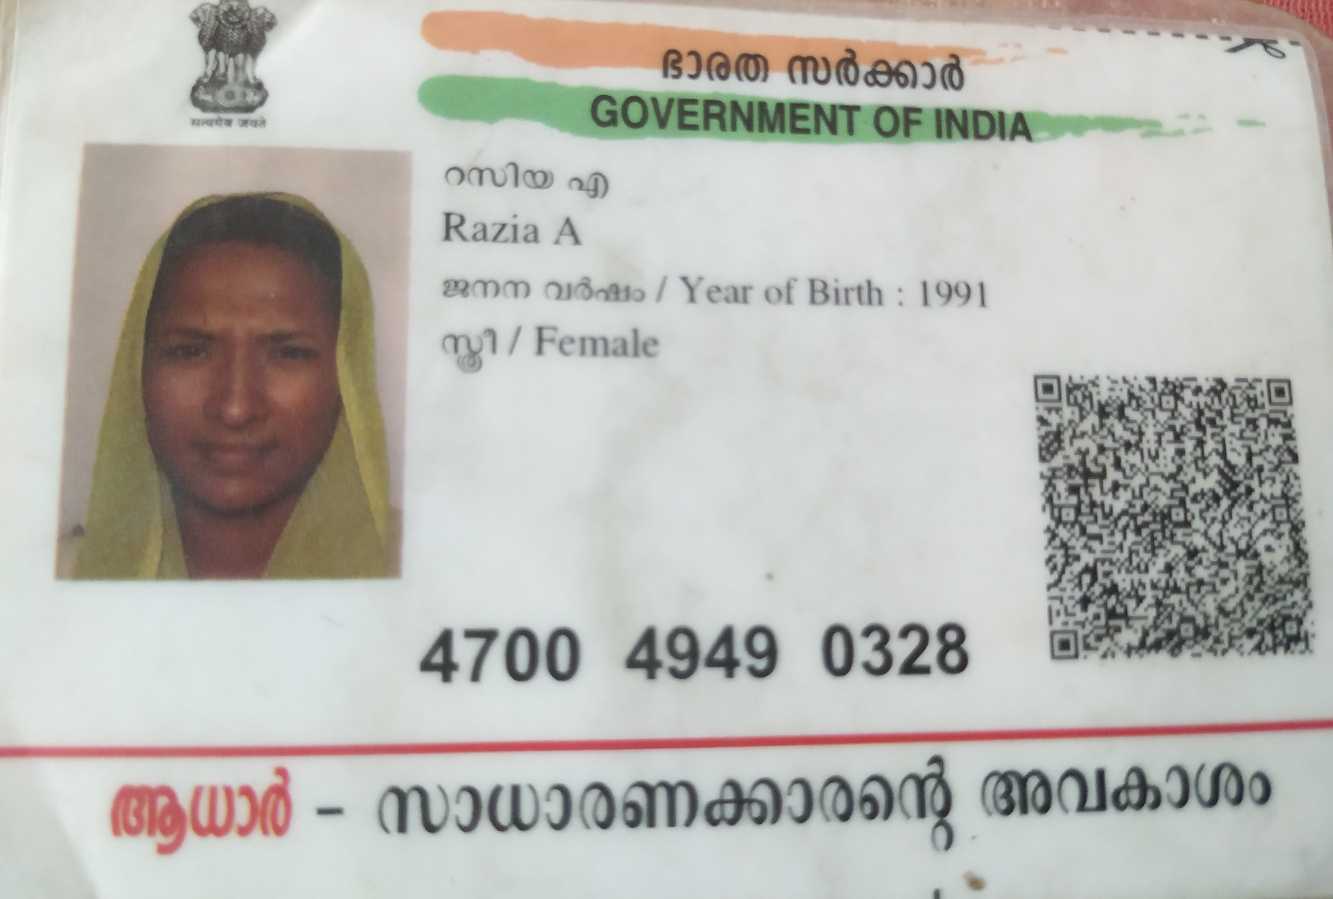 सत्यमेव जयते
ഭാരത സർക്കാർ
GOVERNMENT OF INDIA
റസിയ എ
Razia A
ജനന വർഷം / Year of Birth : 1991
സ്ത്രീ / Female
4700 4949 0328
ആധാർ - സാധാരണക്കാരന്റെ അവകാശം